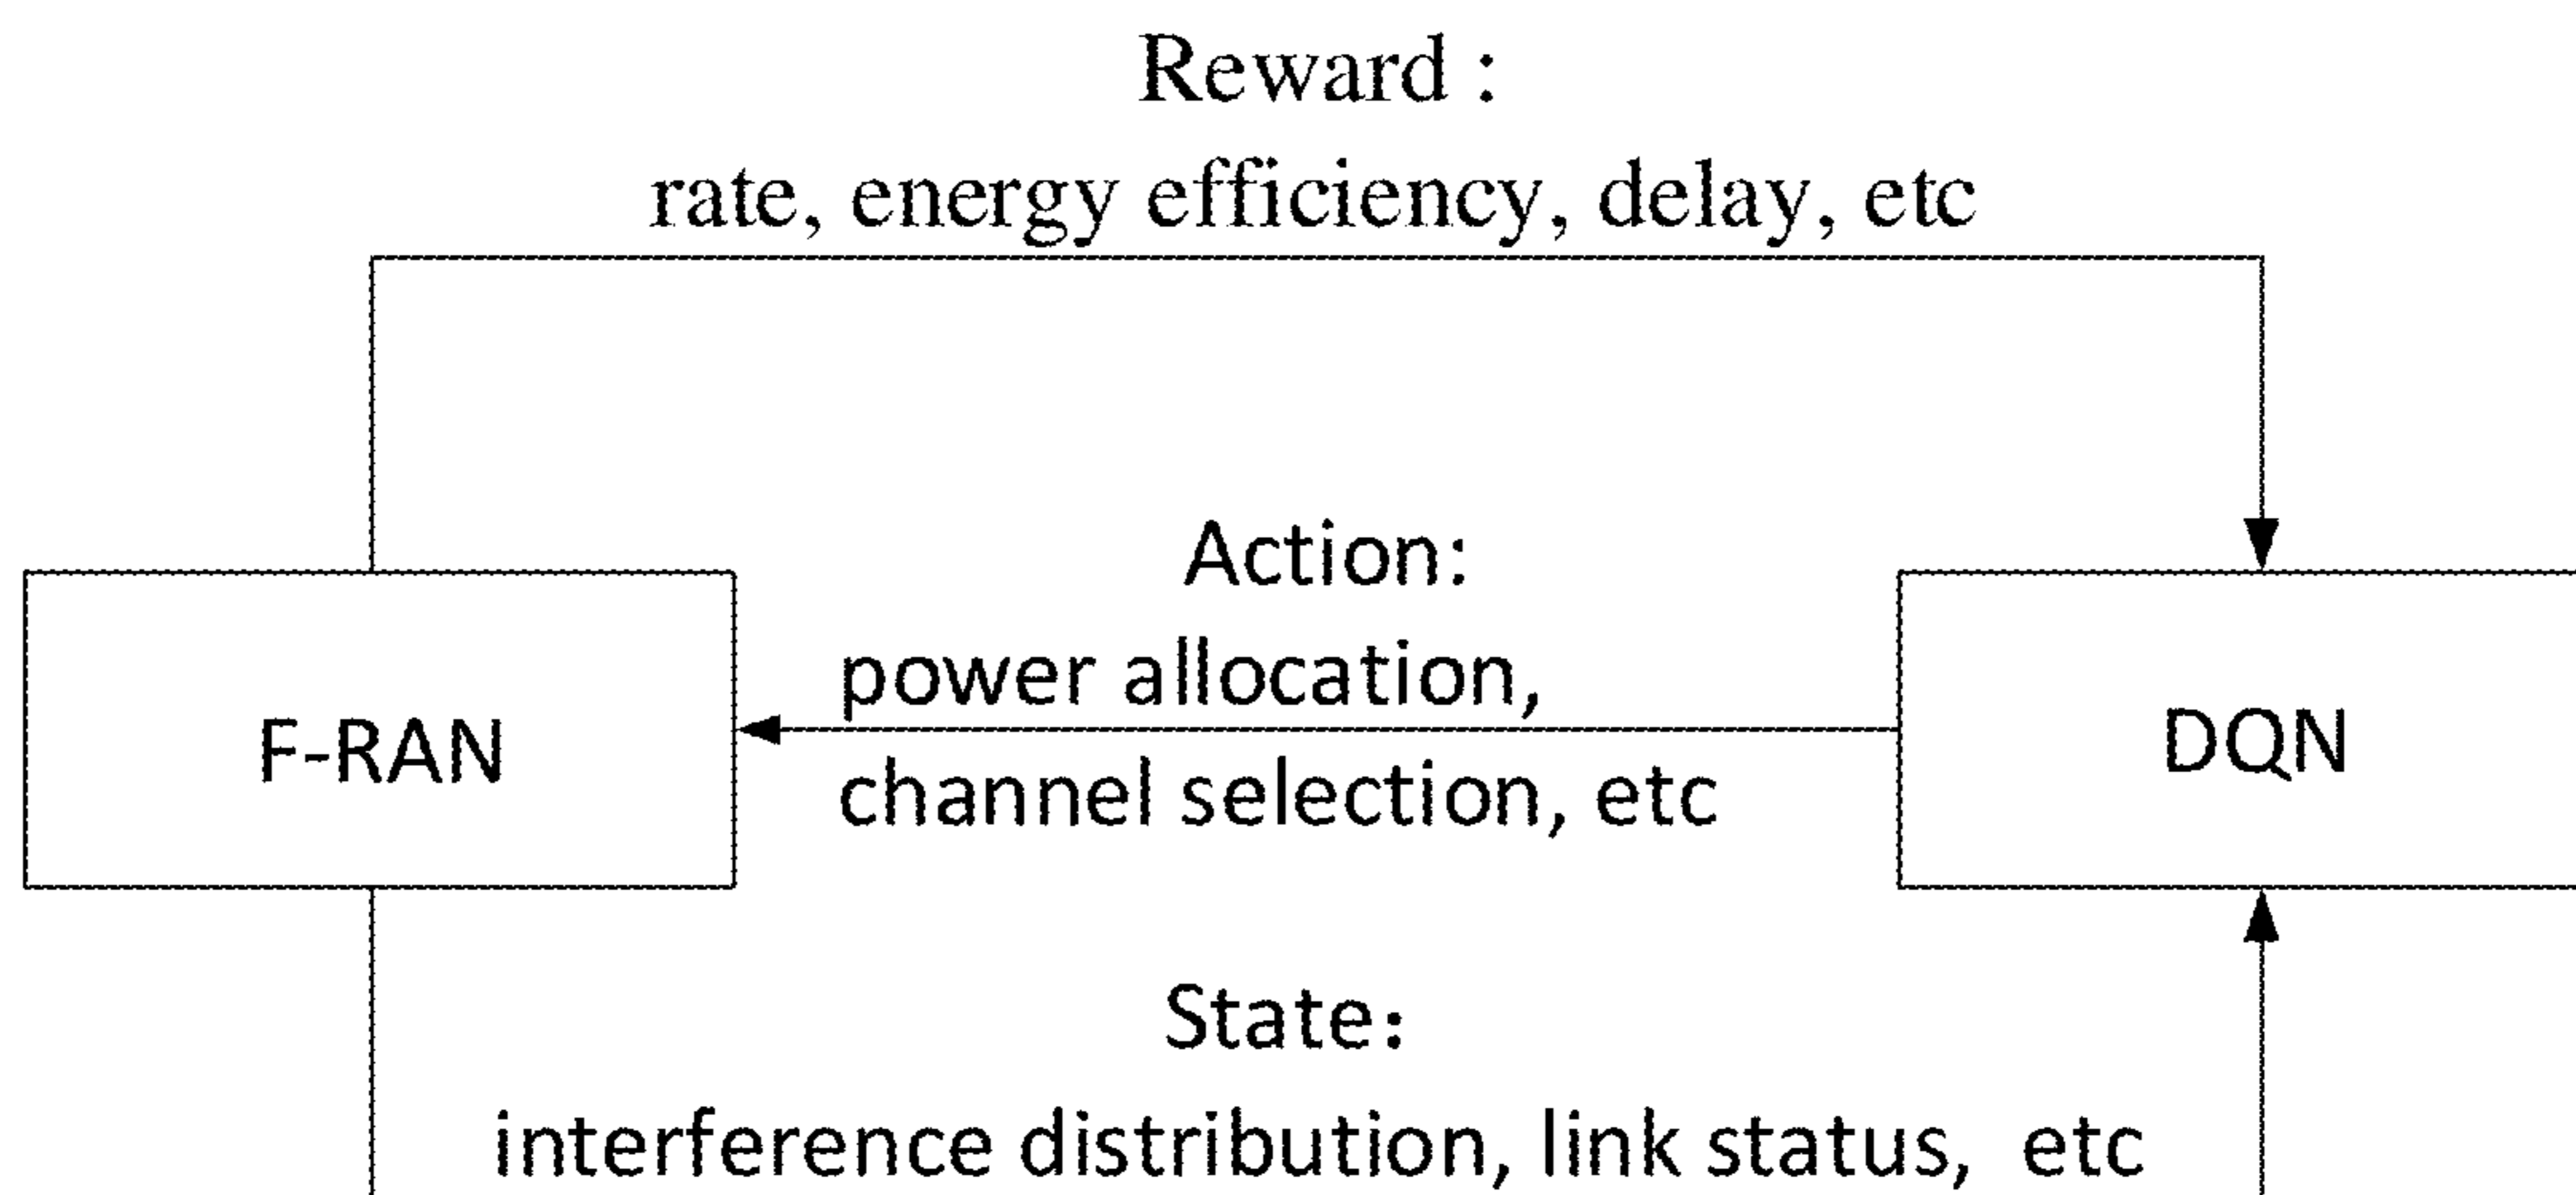 Reward :
rate, energy efficiency, delay, etc
Action:
power allocation,
F-RAN
DQN
channel selection, etc
State:
interference distribution, link status, etc